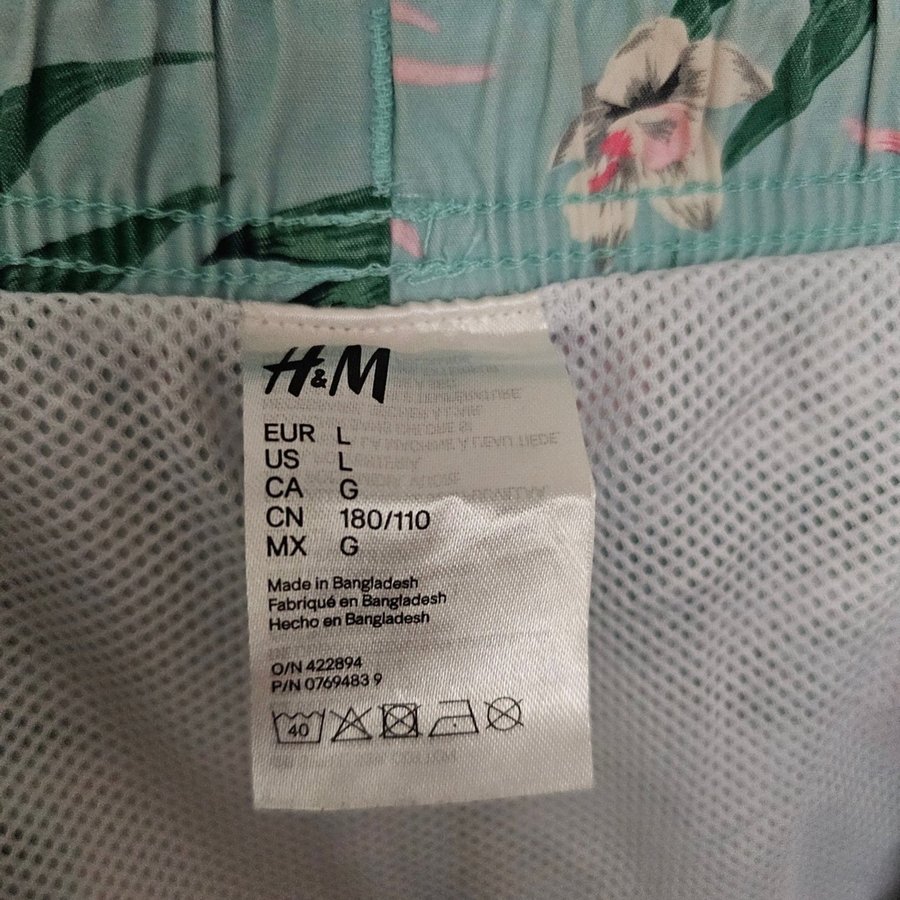 H&M
EUR L
US L
CA G
CN 180/110
MX G
Made in Bangladesh
Fabriqué en Bangladesh
Hecho en Bangladesh
O/N 422894
P/N 0769483 9
40